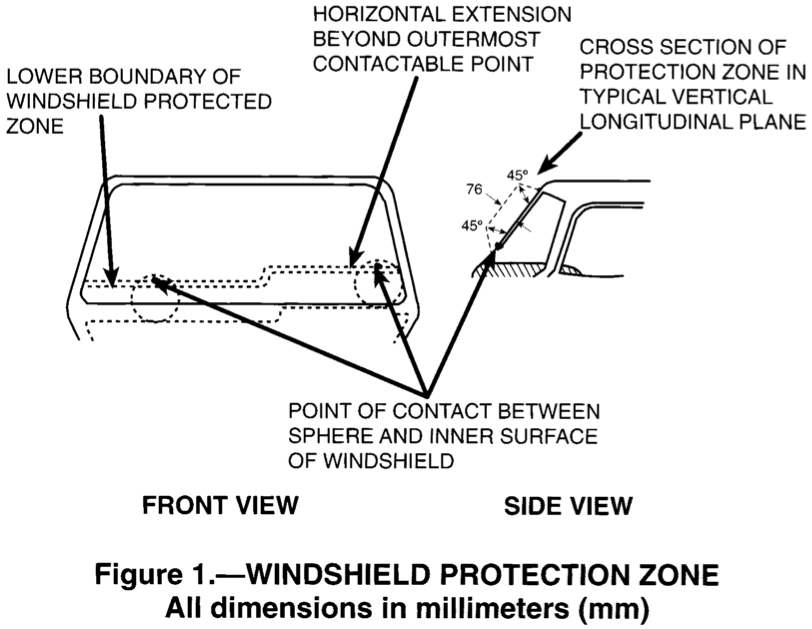 HORIZONTAL EXTENSION
BEYOND OUTERMOST
CONTACTABLE POINT
CROSS SECTION OF
PROTECTION ZONE IN
TYPICAL VERTICAL
LONGITUDINAL PLANE
LOWER BOUNDARY OF
WINDSHIELD PROTECTED
ZONE
45°
76
45°
POINT OF CONTACT BETWEEN
SPHERE AND INNER SURFACE
OF WINDSHIELD
FRONT VIEW
SIDE VIEW
Figure 1.—WINDSHIELD PROTECTION ZONE
All dimensions in millimeters (mm)